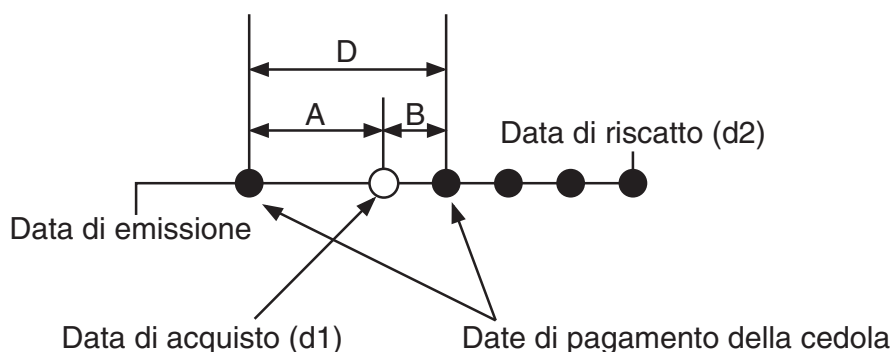 D
A
B
Data di riscatto (d2)
Data di emissione
Data di acquisto (d1)
Date di pagamento della cedola